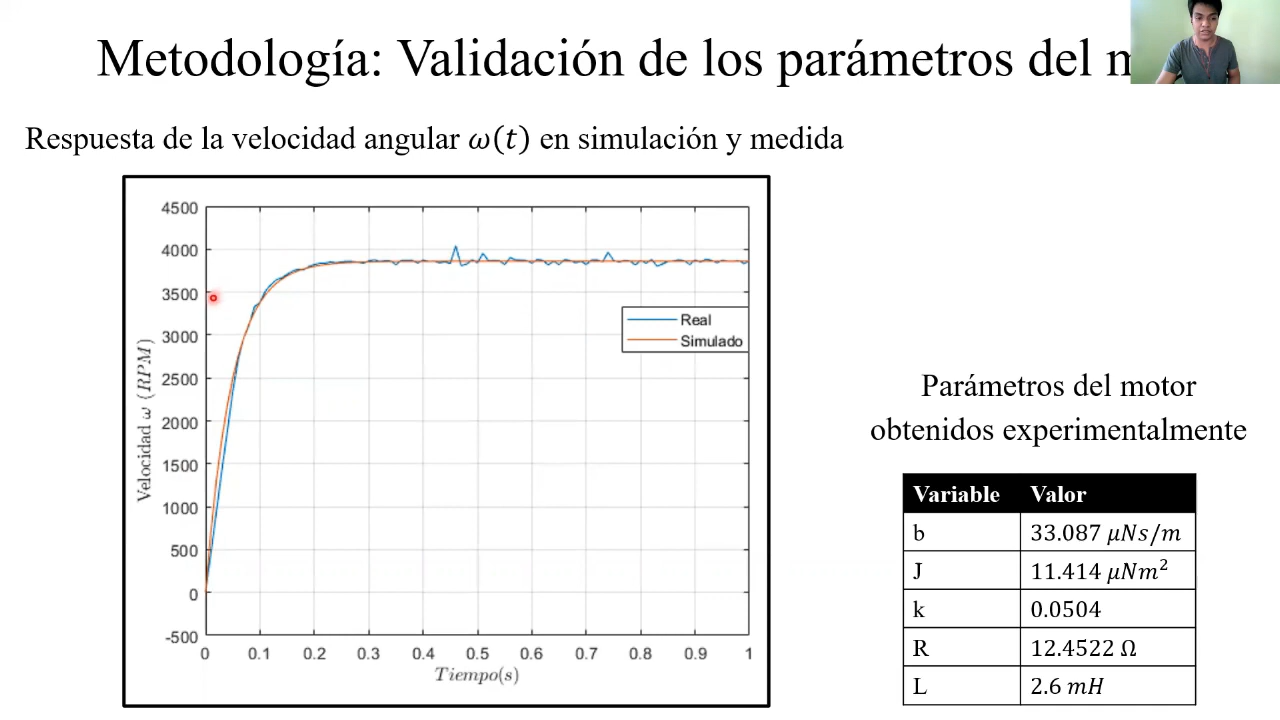 Metodología: Validación de los parámetros del
Respuesta de la velocidad angular ω(t) en simulación y medida
4500
4000
3500
3000
2500
2000
1500
1000
500
0
-500
Velocidad ω (RPM)
Real
Simulado
0 0.1 0.2 0.3 0.4 0.5 0.6 0.7 0.8 0.9 1
Tiempo(s)
Parámetros del motor
obtenidos experimentalmente
Variable Valor
b 33.087 μNs/m
J 11.414 μNm²
k 0.0504
R 12.4522 Ω
L 2.6 mH